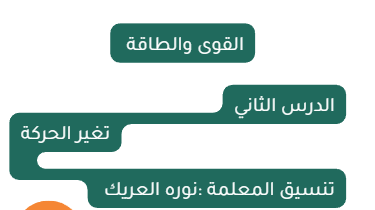 القوى والطاقة
الدرس الثاني
تغير الحركة
تنسيق المعلمة :نوره العريك